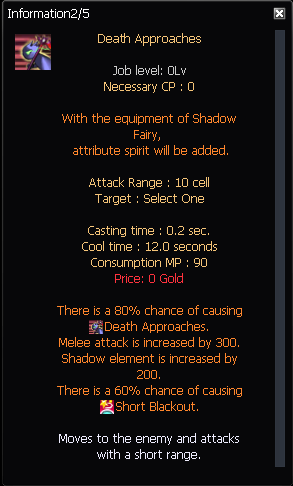 Information2/5
Death Approaches
Job level: 0Lv
Necessary CP : 0
With the equipment of Shadow
Fairy,
attribute spirit will be added.
Attack Range : 10 cell
Target : Select One
Casting time : 0.2 sec.
Cool time : 12.0 seconds
Consumption MP : 90
Price: 0 Gold
There is a 80% chance of causing
Death Approaches.
Melee attack is increased by 300.
Shadow element is increased by
200.
There is a 60% chance of causing
Short Blackout.
Moves to the enemy and attacks
with a short range.